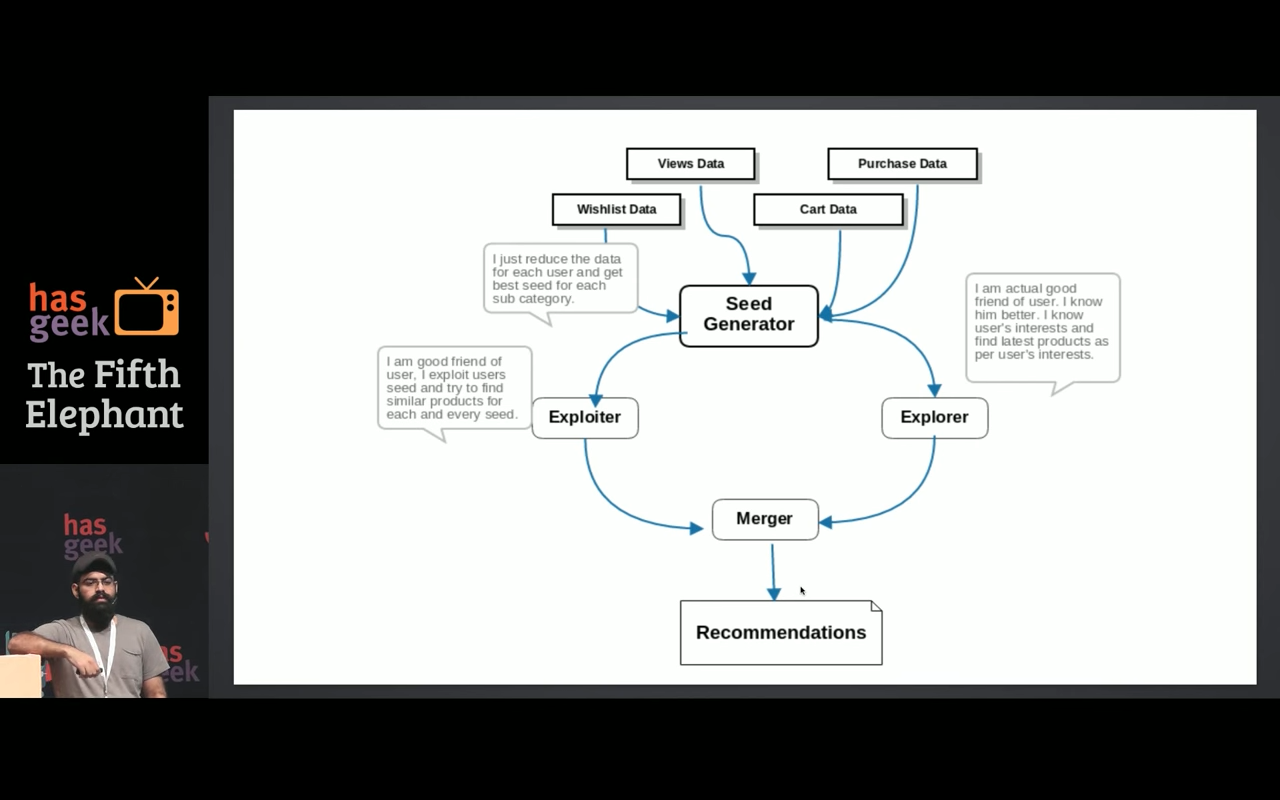 has
geek
The Fifth
Elephant
has
geek
as
eek
Views Data
Purchase Data
Wishlist Data
Cart Data
I just reduce the data
for each user and get
best seed for each
sub category.
Seed
Generator
I am actual good
friend of user. I know
him better. I know
user's interests and
find latest products as
per user's interests.
I am good friend of
user, I exploit users
seed and try to find
similar products for
each and every seed.
Exploiter
Explorer
Merger
Recommendations